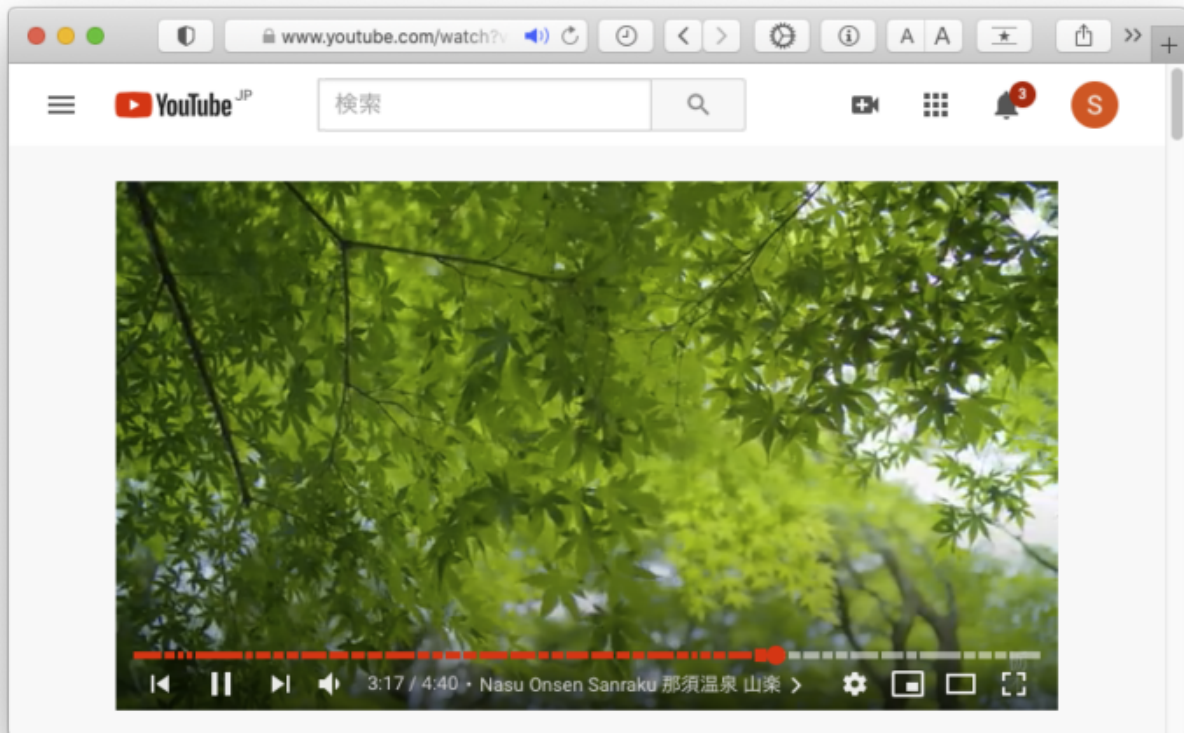 www.youtube.com/watch?v
A A
YouTube JP
検索
3
S
3:17 / 4:40 • Nasu Onsen Sanraku 那須温泉 山楽